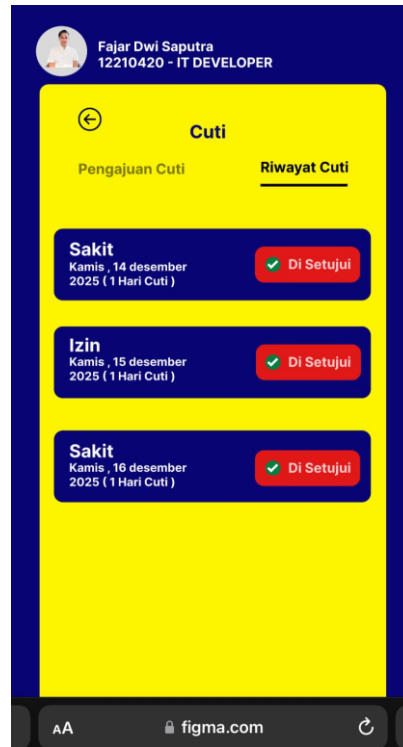 Fajar Dwi Saputra
12210420 - IT DEVELOPER
Cuti
Pengajuan Cuti
Riwayat Cuti
Sakit
Kamis , 14 desember
2025 ( 1 Hari Cuti )
Di Setujui
Izin
Kamis , 15 desember
2025 ( 1 Hari Cuti )
Di Setujui
Sakit
Kamis , 16 desember
2025 ( 1 Hari Cuti )
Di Setujui
AA
figma.com